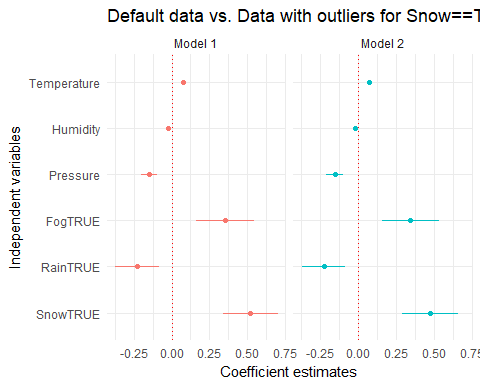 Default data vs. Data with outliers for Snow==T
Model 1 Model 2
Temperature
Humidity
Pressure
FogTRUE
RainTRUE
SnowTRUE
Independent variables
-0.25 0.00 0.25 0.50 0.75 -0.25 0.00 0.25 0.50 0.75
Coefficient estimates